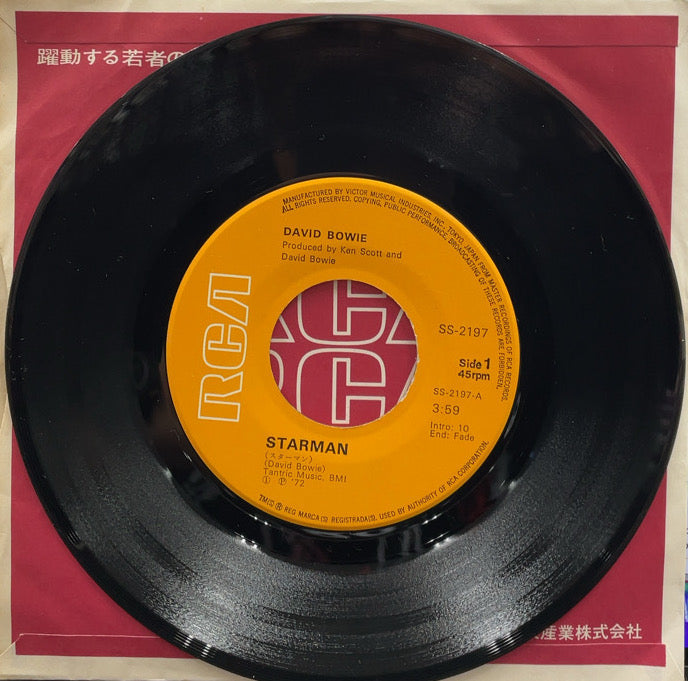 躍動する若者の
MANUFACTURED BY VICTOR MUSICAL INDUSTRIES, INC., TOKYO, JAPAN FROM MASTER RECORDINGS OF RCA RECORDS.
ALL RIGHTS RESERVED. COPYING, PUBLIC PERFORMANCE, BROADCASTING OF THESE RECORDS ARE FORBIDDEN.
DAVID BOWIE
Produced by Ken Scott and
David Bowie
RCA
SS-2197
Side 1
45rpm
SS-2197-A
3:59
Intro: 10
End: Fade
STARMAN
(スターマン)
(David Bowie)
Tantric Music, BMI
① ℗ '72
TM(S) ® REG MARCA(S) REGISTRADA(S). USED BY AUTHORITY OF RCA CORPORATION.
産業株式会社